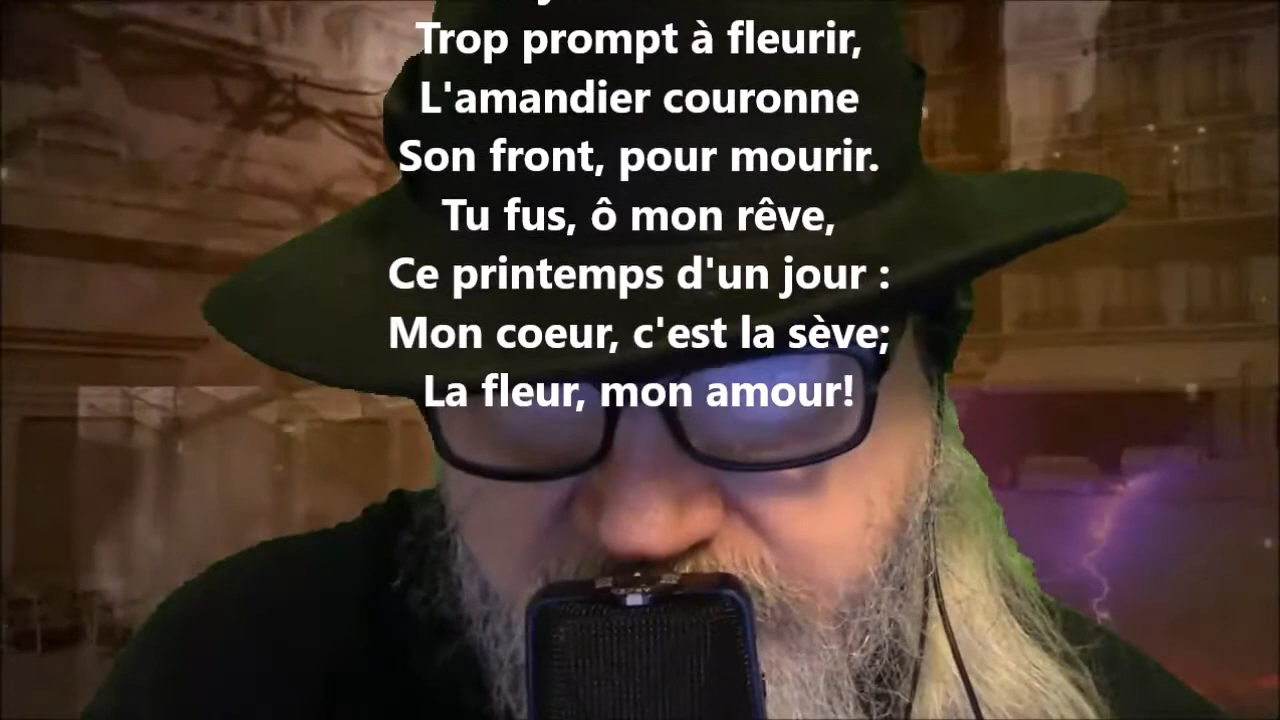 Trop prompt à fleurir,
L'amandier couronne
Son front, pour mourir.
Tu fus, ô mon rêve,
Ce printemps d'un jour :
Mon coeur, c'est la sève;
La fleur, mon amour!